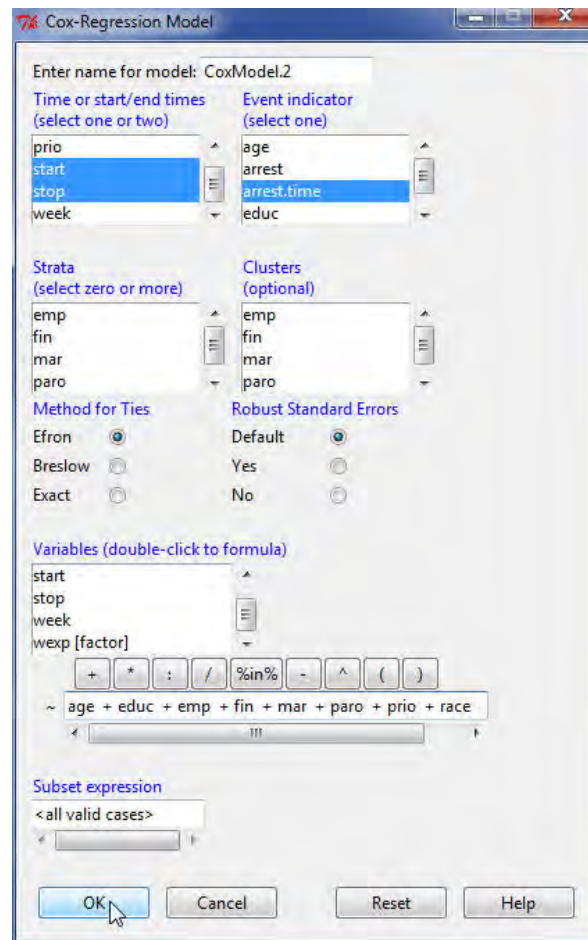 Cox-Regression Model
Enter name for model: CoxModel.2
Time or start/end times Event indicator
(select one or two) (select one)
prio age
start arrest
stop arrest.time
week educ
Strata Clusters
(select zero or more) (optional)
emp emp
fin fin
mar mar
paro paro
Method for Ties Robust Standard Errors
Efron Default
Breslow Yes
Exact No
Variables (double-click to formula)
start
stop
week
wexp [factor]
+ * : / %in% - ^ ( )
~ age + educ + emp + fin + mar + paro + prio + race
Subset expression
<all valid cases>
OK Cancel Reset Help